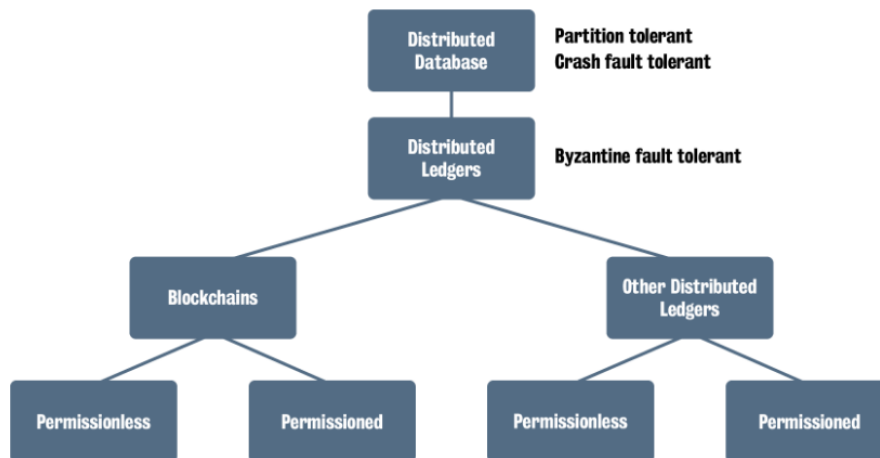 Distributed
Database
Partition tolerant
Crash fault tolerant
Distributed
Ledgers
Byzantine fault tolerant
Blockchains
Other Distributed
Ledgers
Permissionless
Permissioned
Permissionless
Permissioned